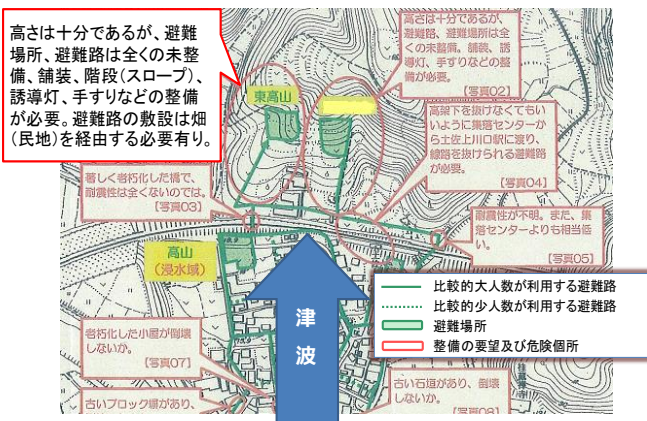 高さは十分であるが、避難
場所、避難路は全くの未整
備、舗装、階段（スロープ）、
誘導灯、手すりなどの整備
が必要。避難路の敷設は畑
（民地）を経由する必要有り。
高さは十分であるが、
避難路、避難場所は全
くの未整備。舗装、誘
導灯、手すりなどの整
備が必要。
【写真02】
東高山
高架下を抜けなくてもい
いように集落センターか
ら土佐上川口駅に渡り、
線路を抜けられる避難路
が必要。
【写真04】
著しく老朽化した橋で、
耐震性は全くないのでは。
【写真03】
耐震性が不明。また、集
落センターよりも相当低
い。
【写真05】
高山
（浸水域）
比較的大人数が利用する避難路
比較的少人数が利用する避難路
避難場所
整備の要望及び危険個所
津
波
老朽化した小屋が倒壊
しないか。
【写真07】
古い石垣があり、倒壊
しないか。
【写真08】
古いブロック塀があり、